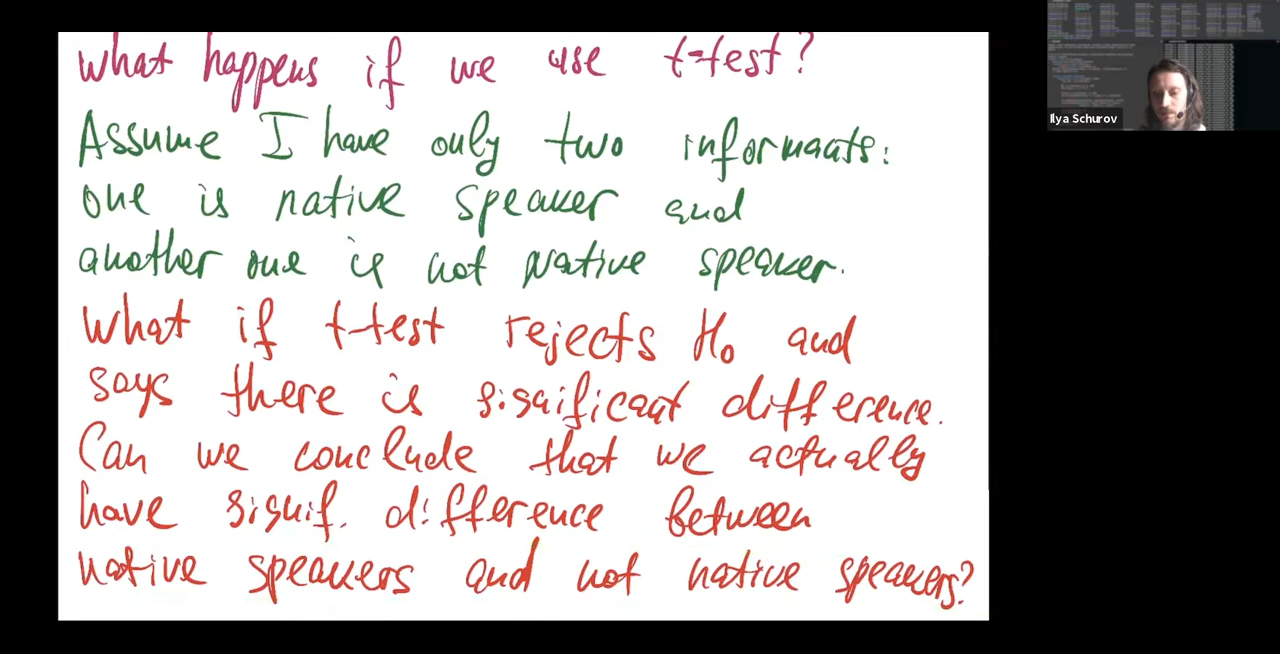 What happens if we use t-test?
Assume I have only two informants:
one is native speaker and
another one is not native speaker.
What if t-test rejects H₀ and
says there is significant difference.
Can we conclude that we actually
have signif. difference between
native speakers and not native speakers?
Ilya Schurov